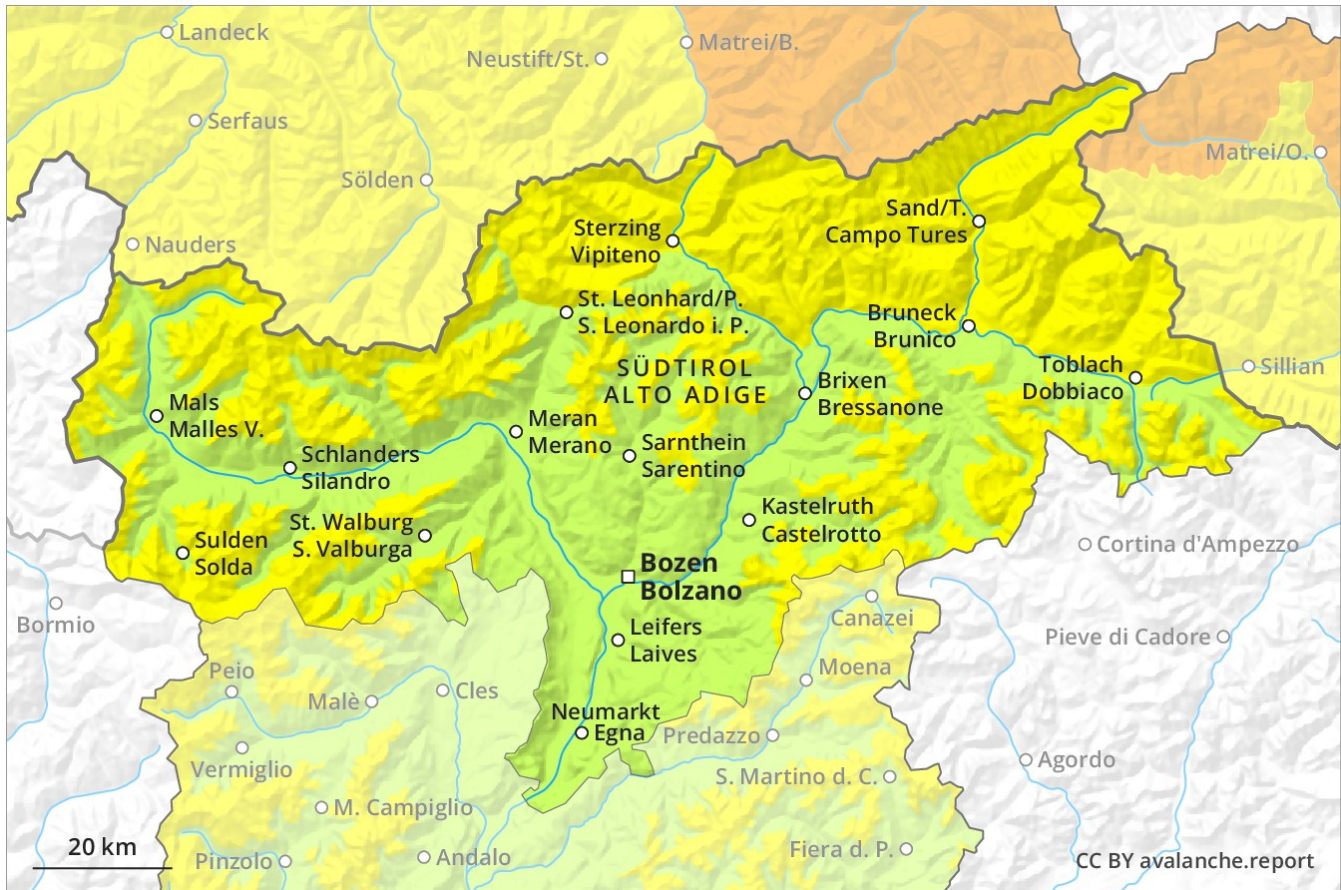 Landeck
Neustift/St.
Matrei/B.
Serfaus
Matrei/O.
Sölden
Sand/T.
Campo Tures
Sterzing
Vipiteno
Nauders
St. Leonhard/P.
S. Leonardo i. P.
Bruneck
Brunico
SÜDTIROL
ALTO ADIGE
Toblach
Dobbiaco
Sillian
Brixen
Bressanone
Mals
Malles V.
Meran
Merano
Sarnthein
Sarentino
Schlanders
Silandro
Kastelruth
Castelrotto
St. Walburg
S. Valburga
Sulden
Solda
Cortina d'Ampezzo
Bozen
Bolzano
Bormio
Canazei
Leifers
Laives
Pieve di Cadore
Peio
Moena
Malè
Cles
Neumarkt
Egna
Predazzo
Vermiglio
Agordo
S. Martino d. C.
M. Campiglio
20 km
Pinzolo
Andalo
Fiera d. P.
CC BY avalanche.report